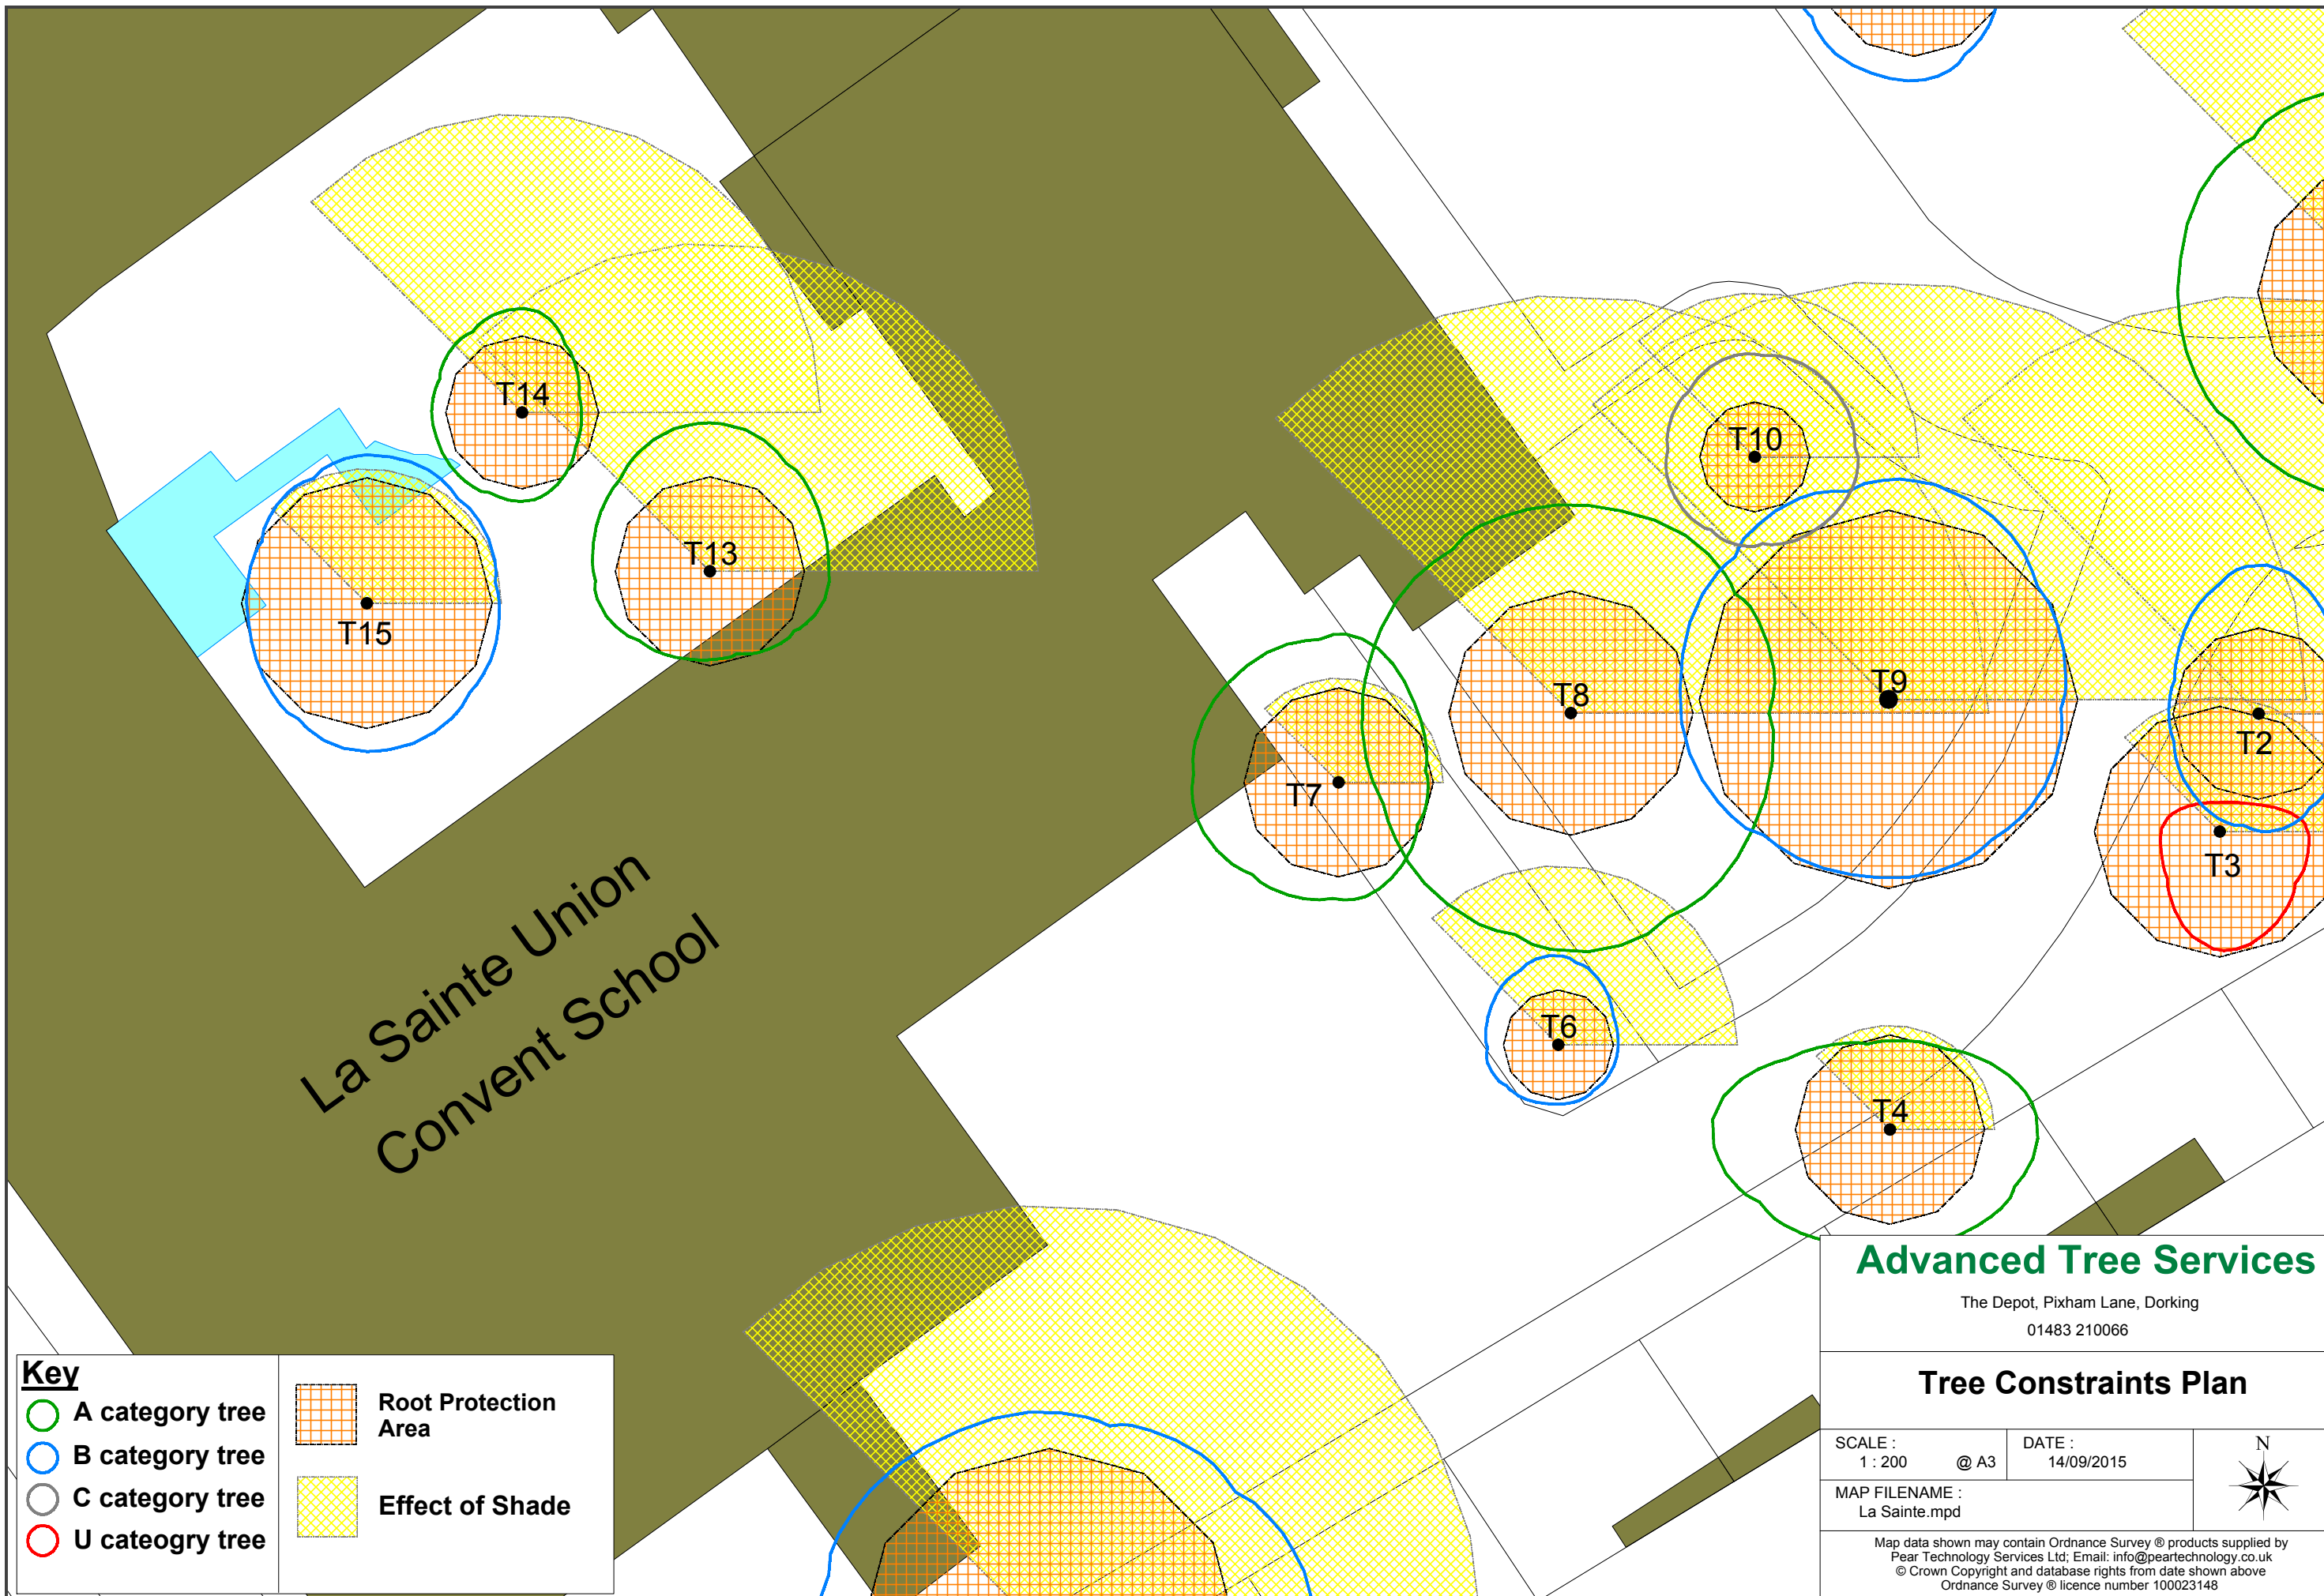 T14
T10
T13
T15
T8
T9
T2
T7
T3
La Sainte Union
Convent School
T6
T4
Key
A category tree
B category tree
C category tree
U cateogry tree
Root Protection
Area
Effect of Shade
Advanced Tree Services
The Depot, Pixham Lane, Dorking
01483 210066
Tree Constraints Plan
SCALE :
1 : 200 @ A3
DATE :
14/09/2015
N
MAP FILENAME :
La Sainte.mpd
Map data shown may contain Ordnance Survey ® products supplied by
Pear Technology Services Ltd; Email: info@peartechnology.co.uk
© Crown Copyright and database rights from date shown above
Ordnance Survey ® licence number 100023148